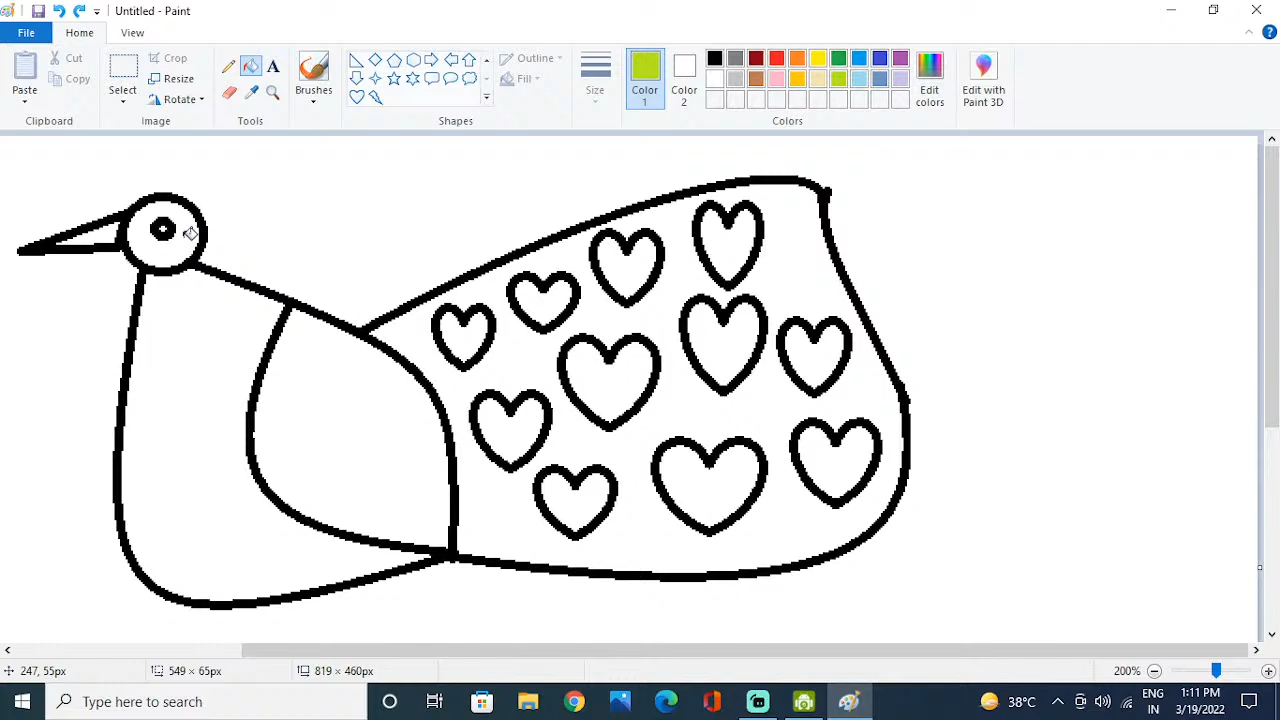 Untitled - Paint
File Home View
Paste
Cut
Copy
Clipboard
Select
Crop
Resize
Rotate
Image
A
Tools
Brushes
Shapes
Outline
Fill
Size
Color 1
Color 2
Colors
Edit colors
Edit with Paint 3D
247, 55px
549 × 65px
819 × 460px
200%
Type here to search
38°C
ENG
IN
1:11 PM
3/19/2022